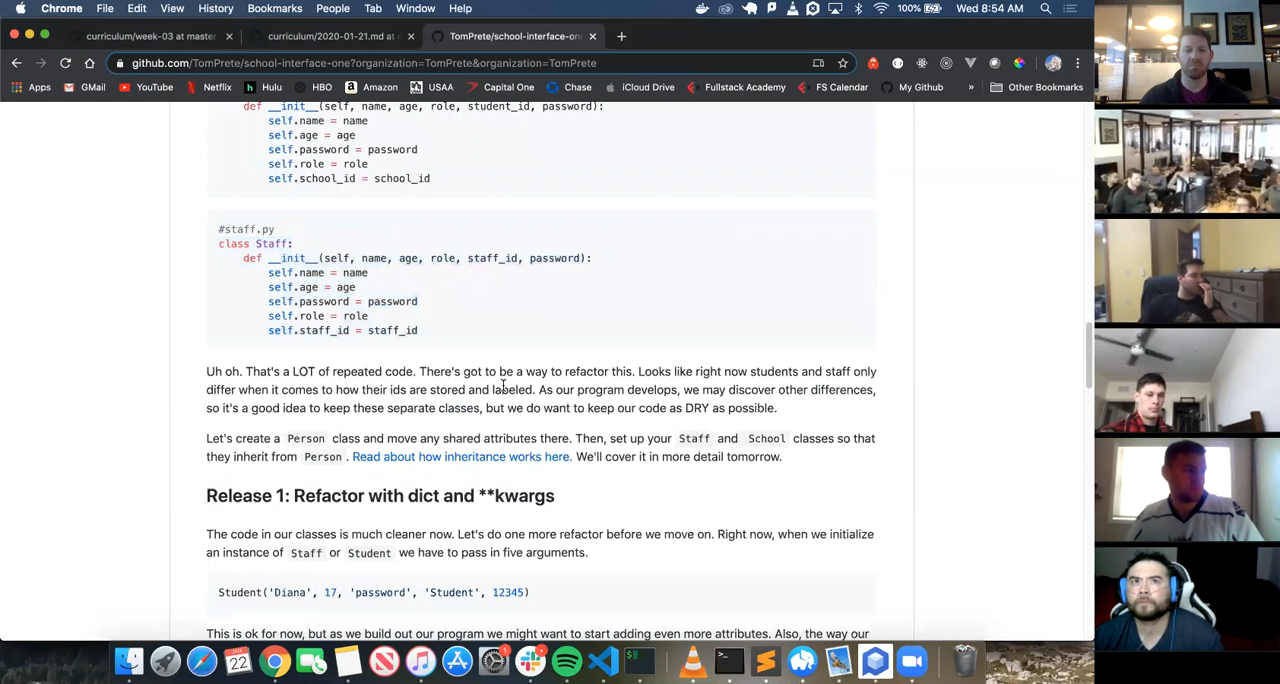 Chrome File Edit View History Bookmarks People Tab Window Help 100% Wed 8:54 AM
curriculum/week-03 at master curriculum/2020-01-21.md at TomPrete/school-interface-one
github.com/TomPrete/school-interface-one?organization=TomPrete&organization=TomPrete
Apps GMail YouTube Netflix Hulu HBO Amazon USAA Capital One Chase iCloud Drive Fullstack Academy FS Calendar My Github » Other Bookmarks
def __init__(self, name, age, role, student_id, password):
self.name = name
self.age = age
self.password = password
self.role = role
self.school_id = school_id
#staff.py
class Staff:
def __init__(self, name, age, role, staff_id, password):
self.name = name
self.age = age
self.password = password
self.role = role
self.staff_id = staff_id
Uh oh. That's a LOT of repeated code. There's got to be a way to refactor this. Looks like right now students and staff only
differ when it comes to how their ids are stored and labeled. As our program develops, we may discover other differences,
so it's a good idea to keep these separate classes, but we do want to keep our code as DRY as possible.
Let's create a Person class and move any shared attributes there. Then, set up your Staff and School classes so that
they inherit from Person. Read about how inheritance works here. We'll cover it in more detail tomorrow.
Release 1: Refactor with dict and **kwargs
The code in our classes is much cleaner now. Let's do one more refactor before we move on. Right now, when we initialize
an instance of Staff or Student we have to pass in five arguments.
Student('Diana', 17, 'password', 'Student', 12345)
This is ok for now, but as we build out our program we might want to start adding even more attributes. Also, the way our
JAN
22